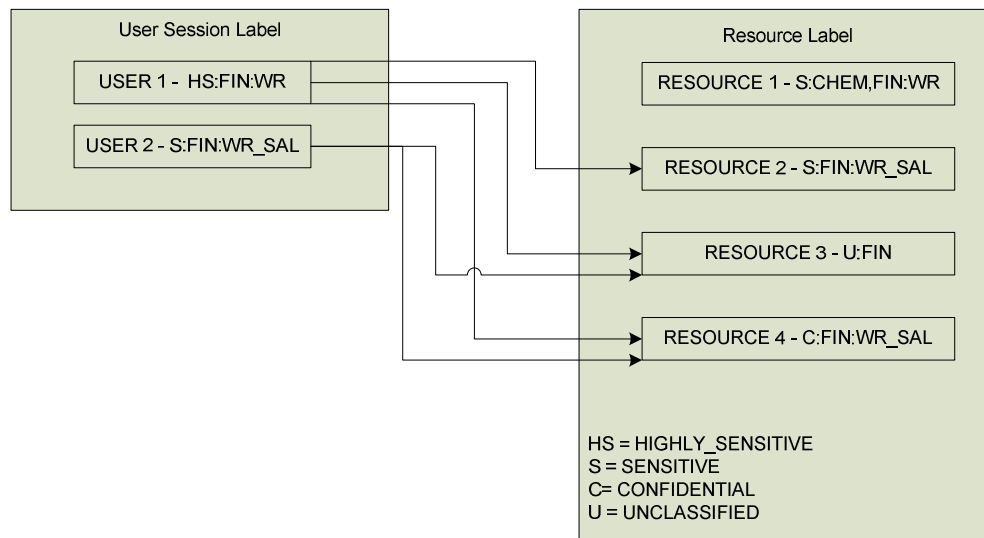 User Session Label
USER 1 - HS:FIN:WR
USER 2 - S:FIN:WR_SAL
Resource Label
RESOURCE 1 - S:CHEM,FIN:WR
RESOURCE 2 - S:FIN:WR_SAL
RESOURCE 3 - U:FIN
RESOURCE 4 - C:FIN:WR_SAL
HS = HIGHLY_SENSITIVE
S = SENSITIVE
C= CONFIDENTIAL
U = UNCLASSIFIED